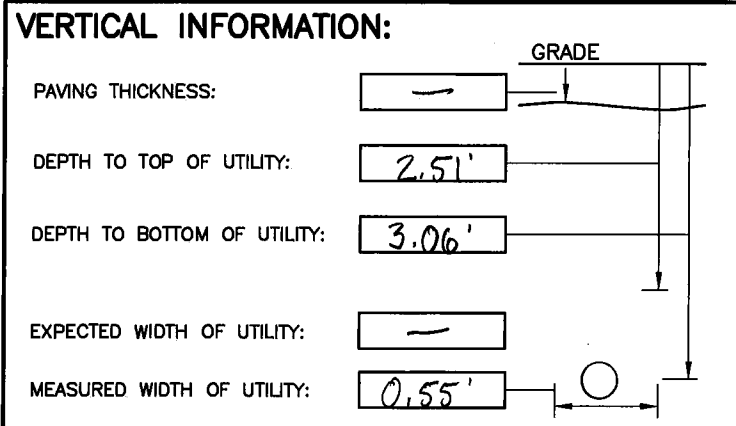 VERTICAL INFORMATION:
GRADE
PAVING THICKNESS: —
DEPTH TO TOP OF UTILITY: 2.51'
DEPTH TO BOTTOM OF UTILITY: 3.06'
EXPECTED WIDTH OF UTILITY: —
MEASURED WIDTH OF UTILITY: 0.55'